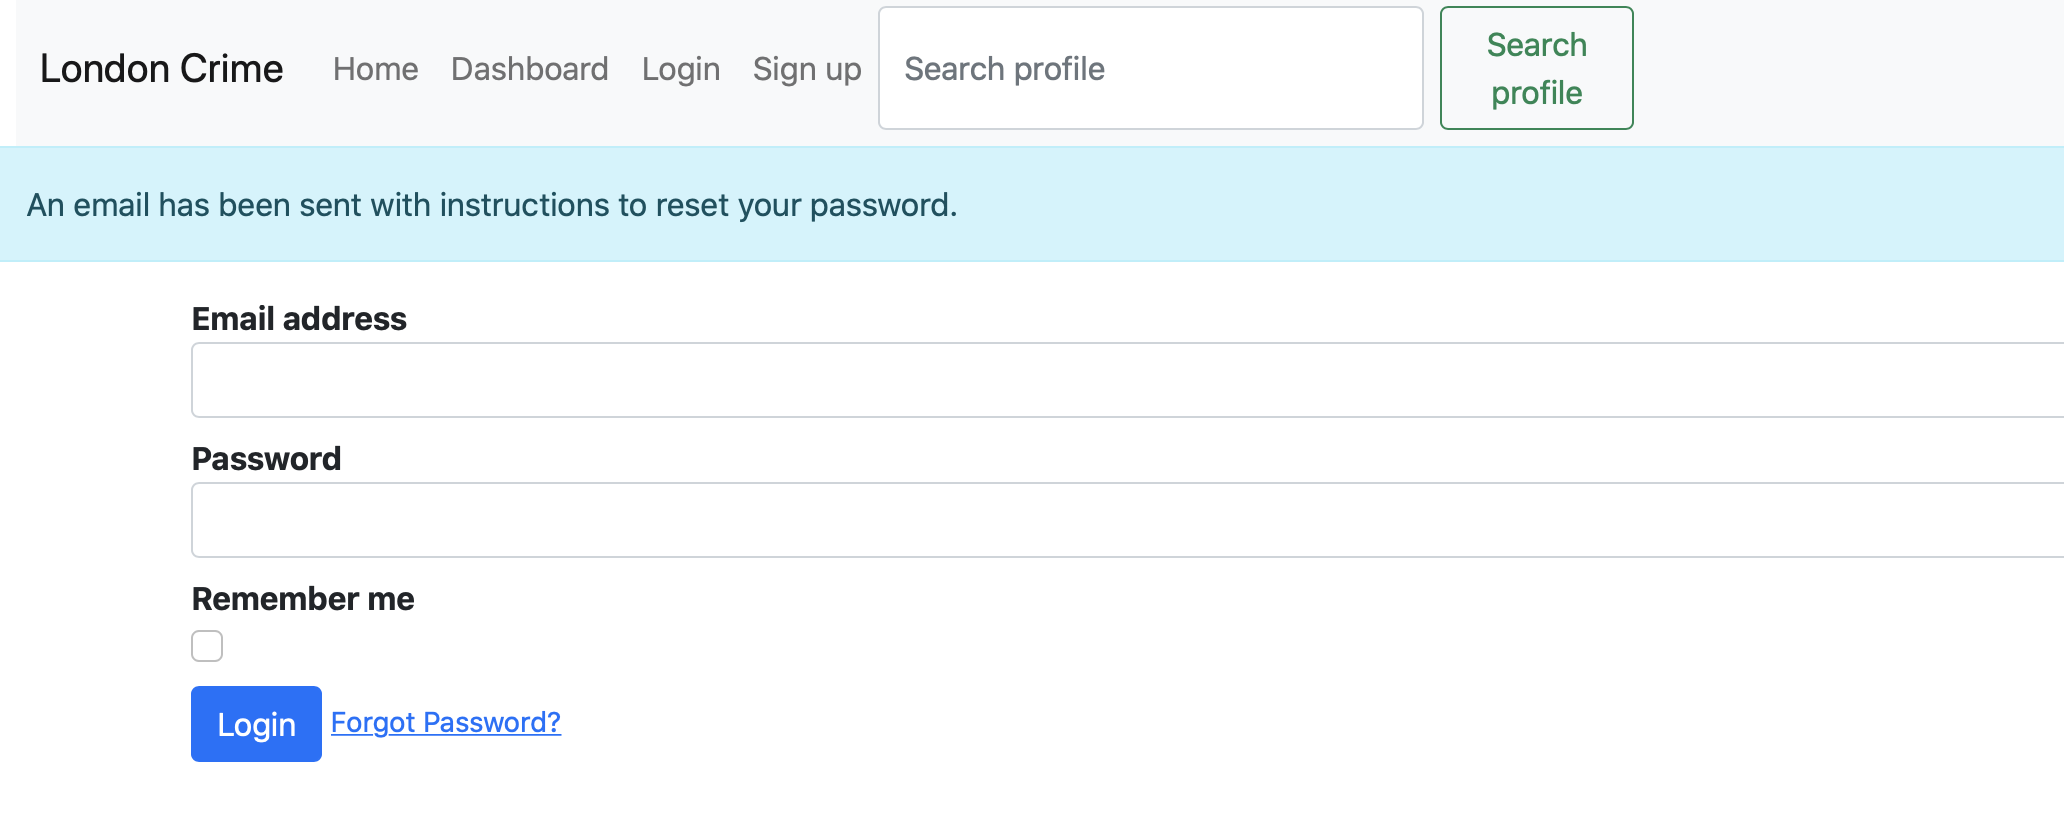 London Crime Home Dashboard Login Sign up Search profile Search profile
An email has been sent with instructions to reset your password.
Email address
Password
Remember me
Login Forgot Password?